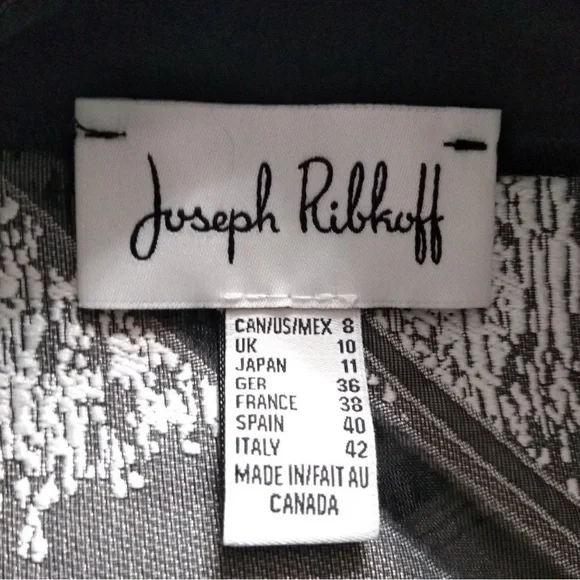 Joseph Ribkoff
CAN/US/MEX 8
UK 10
JAPAN 11
GER 36
FRANCE 38
SPAIN 40
ITALY 42
MADE IN/FAIT AU
CANADA